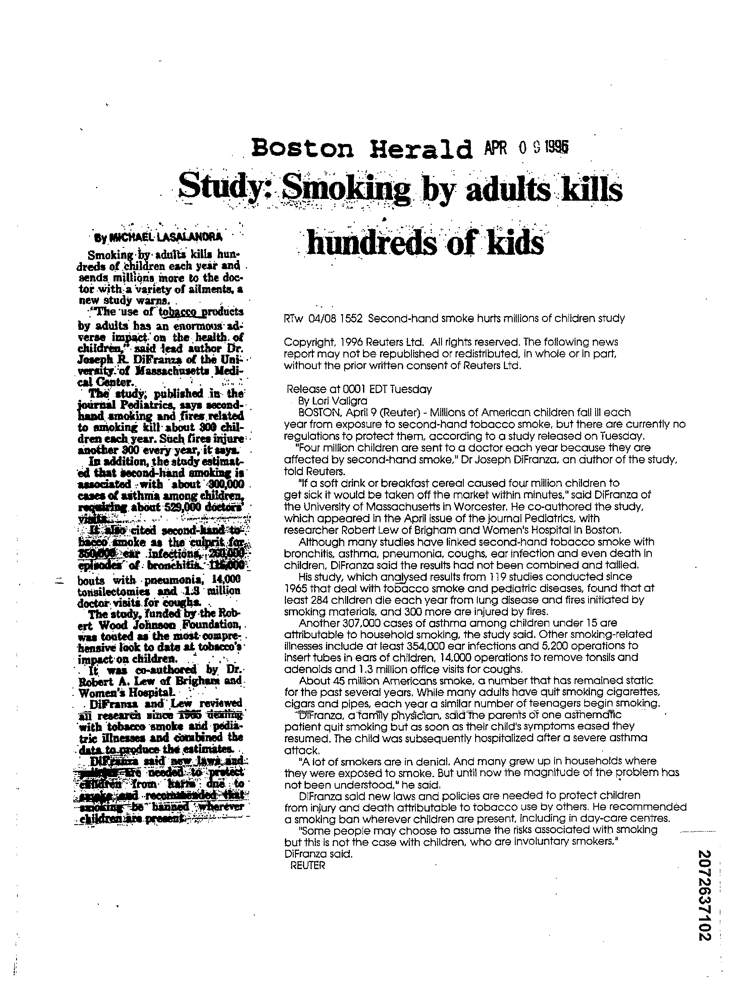 Boston Herald APR 0 9 1996
Study: Smoking by adults kills
hundreds of kids
By MICHAEL LASALANDRA
Smoking by adults kills hun-
dreds of children each year and
sends millions more to the doc-
tor with a variety of ailments, a
new study warns.
"The use of tobacco products
by adults has an enormous ad-
verse impact on the health of
children," said lead author Dr.
Joseph R. DiFranza of the Uni-
versity of Massachusetts Medi-
cal Center.
The study, published in the
journal Pediatrics, says second-
hand smoking and fires related
to smoking kill about 300 chil-
dren each year. Such fires injure
another 300 every year, it says.
In addition, the study estimat-
ed that second-hand smoking is
associated with about 300,000
cases of asthma among children,
requiring about 529,000 doctors'
visits.
It also cited second-hand to-
bacco smoke as the culprit for
350,000 ear infections, 260,000
episodes of bronchitis, 115,000
bouts with pneumonia, 14,000
tonsilectomies and 1.3 million
doctor visits for coughs.
The study, funded by the Rob-
ert Wood Johnson Foundation,
was touted as the most compre-
hensive look to date at tobacco's
impact on children.
It was co-authored by Dr.
Robert A. Lew of Brigham and
Women's Hospital.
DiFranza and Lew reviewed
all research since 1965 dealing
with tobacco smoke and pedia-
tric illnesses and combined the
data to produce the estimates.
DiFranza said new laws and
policies are needed to protect
children from harm due to
smoke and recommended that
smoking be banned wherever
children are present.
RTw 04/08 1552 Second-hand smoke hurts millions of children study
Copyright, 1996 Reuters Ltd. All rights reserved. The following news
report may not be republished or redistributed, in whole or in part,
without the prior written consent of Reuters Ltd.
Release at 0001 EDT Tuesday
By Lori Valigra
BOSTON, April 9 (Reuter) - Millions of American children fall ill each
year from exposure to second-hand tobacco smoke, but there are currently no
regulations to protect them, according to a study released on Tuesday.
"Four million children are sent to a doctor each year because they are
affected by second-hand smoke," Dr Joseph DiFranza, an author of the study,
told Reuters.
"If a soft drink or breakfast cereal caused four million children to
get sick it would be taken off the market within minutes," said DiFranza of
the University of Massachusetts in Worcester. He co-authored the study,
which appeared in the April issue of the journal Pediatrics, with
researcher Robert Lew of Brigham and Women's Hospital in Boston.
Although many studies have linked second-hand tobacco smoke with
bronchitis, asthma, pneumonia, coughs, ear infection and even death in
children, DiFranza said the results had not been combined and tallied.
His study, which analysed results from 119 studies conducted since
1965 that deal with tobacco smoke and pediatric diseases, found that at
least 284 children die each year from lung disease and fires initiated by
smoking materials, and 300 more are injured by fires.
Another 307,000 cases of asthma among children under 15 are
attributable to household smoking, the study said. Other smoking-related
illnesses include at least 354,000 ear infections and 5,200 operations to
insert tubes in ears of children, 14,000 operations to remove tonsils and
adenoids and 1.3 million office visits for coughs.
About 45 million Americans smoke, a number that has remained static
for the past several years. While many adults have quit smoking cigarettes,
cigars and pipes, each year a similar number of teenagers begin smoking.
DiFranza, a family physician, said the parents of one asthematic
patient quit smoking but as soon as their child's symptoms eased they
resumed. The child was subsequently hospitalized after a severe asthma
attack.
"A lot of smokers are in denial. And many grew up in households where
they were exposed to smoke. But until now the magnitude of the problem has
not been understood," he said.
DiFranza said new laws and policies are needed to protect children
from injury and death attributable to tobacco use by others. He recommended
a smoking ban wherever children are present, including in day-care centres.
"Some people may choose to assume the risks associated with smoking
but this is not the case with children, who are involuntary smokers,"
DiFranza said.
REUTER
2072637102